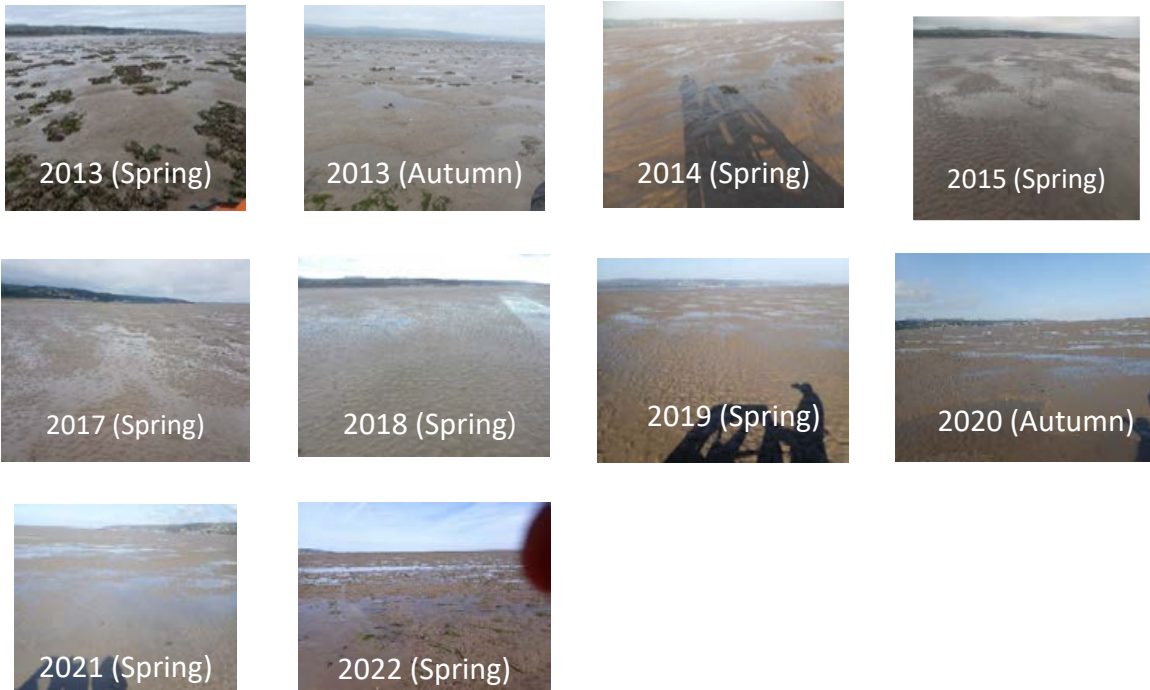 2013 (Spring)
2013 (Autumn)
2014 (Spring)
2015 (Spring)
2017 (Spring)
2018 (Spring)
2019 (Spring)
2020 (Autumn)
2021 (Spring)
2022 (Spring)